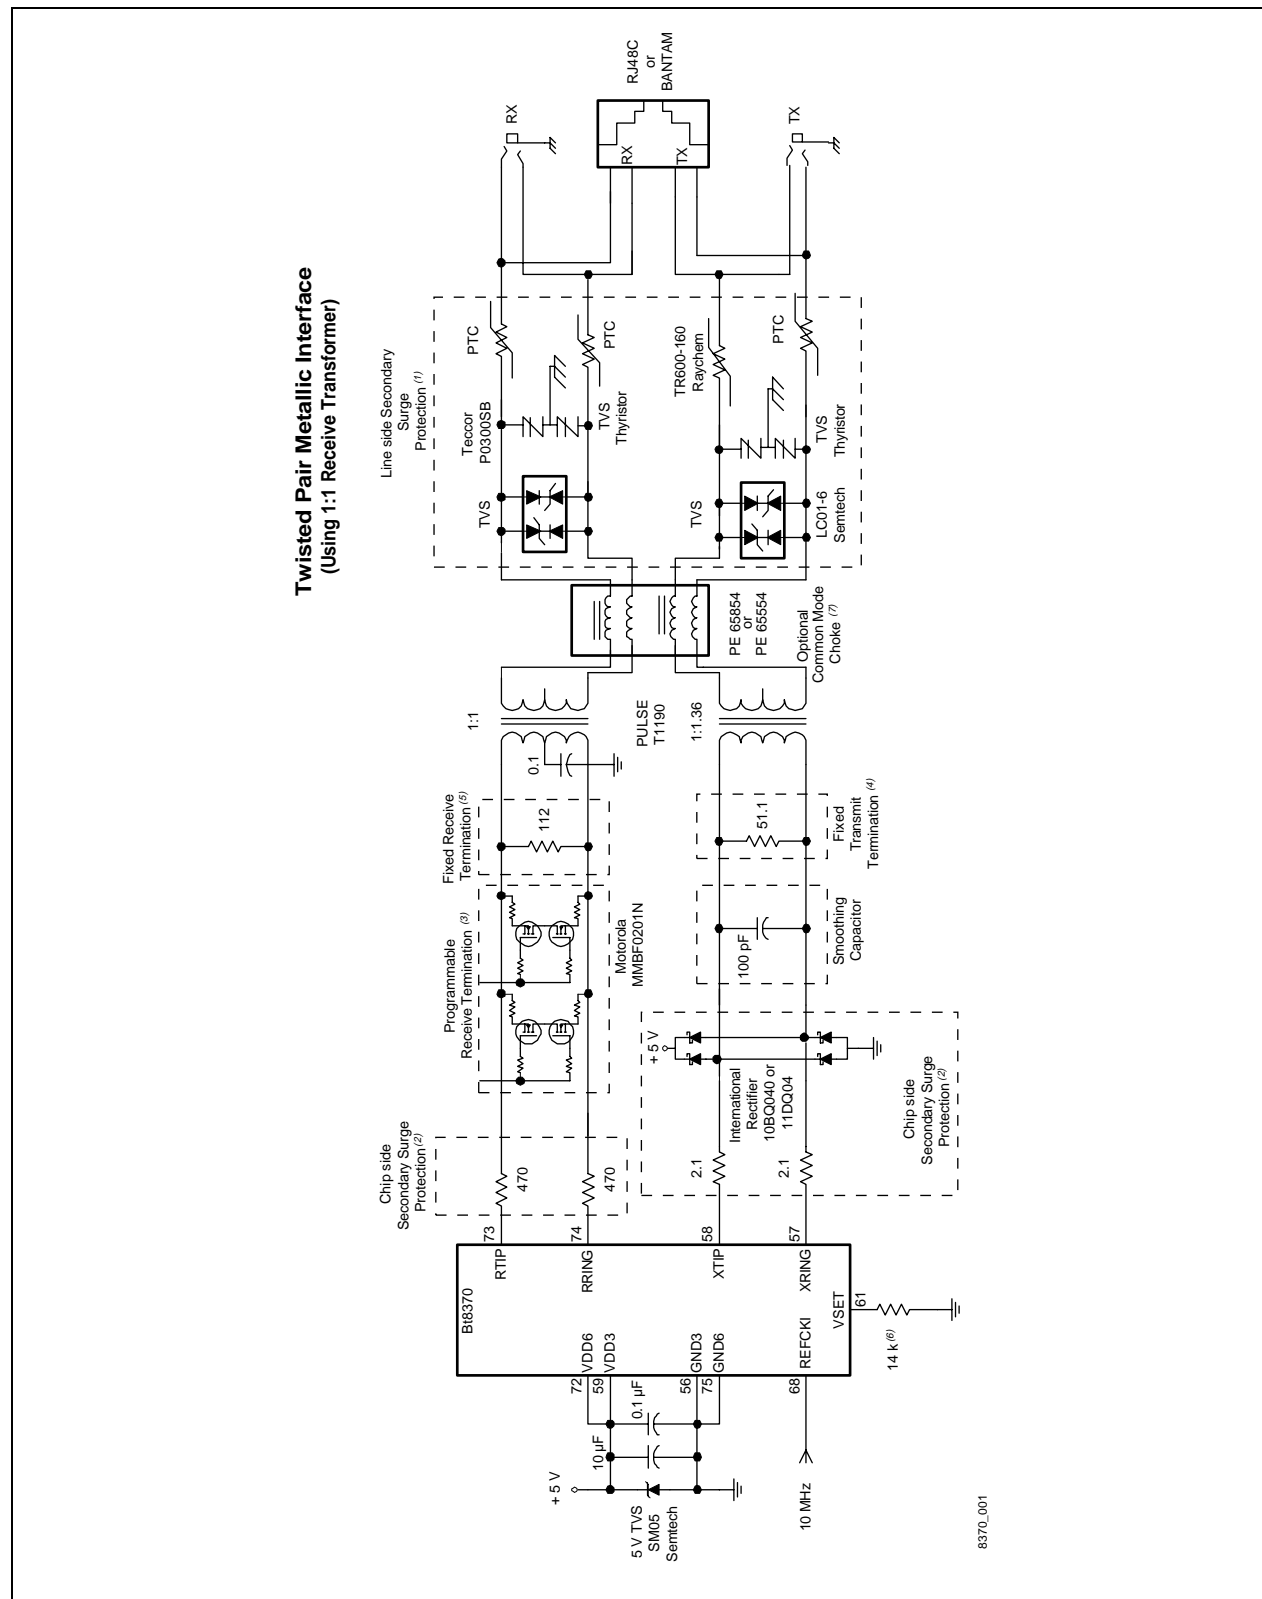 Twisted Pair Metallic Interface
(Using 1:1 Receive Transformer)
RJ48C
or
BANTAM
RX
RX
TX
TX
Line side Secondary
Surge
Protection (1)
PTC
PTC
Teccor
P0300SB
TVS
Thyristor
TVS
TR600-160
Raychem
PTC
TVS
Thyristor
TVS
LC01-6
Semtech
PE 65854
or
PE 65554
Optional
Common Mode
Choke (7)
1:1
PULSE
T1190
1:1.36
0.1
Fixed Receive
Termination (5)
112
51.1
Fixed
Transmit
Termination (4)
Programmable
Receive Termination (3)
Motorola
MMBF0201N
100 pF
Smoothing
Capacitor
+ 5 V
International
Rectifier
10BQ040 or
11DQ04
Chip side
Secondary Surge
Protection (2)
Chip side
Secondary Surge
Protection (2)
470
470
2.1
2.1
73
74
58
57
RTIP
RRING
XTIP
XRING
Bt8370
VSET
61
14 k (6)
VDD6
VDD3
GND3
GND6
REFCKI
72
59
56
75
68
0.1 µF
10 µF
+ 5 V
5 V TVS
SM05
Semtech
10 MHz
8370_001